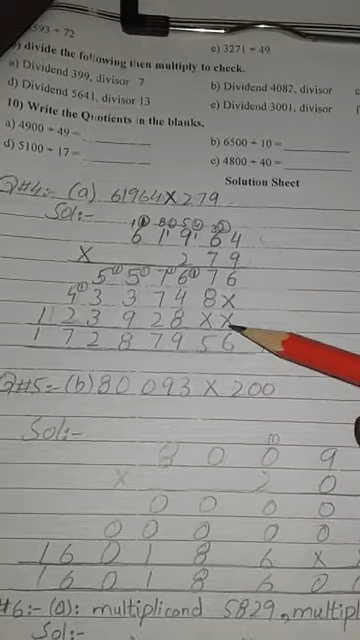 593 ÷ 72
c) 3271 ÷ 49
) divide the following then multiply to check.
a) Dividend 399, divisor 7
b) Dividend 4082, divisor
d) Dividend 5641, divisor 13
e) Dividend 3001, divisor
10) Write the Quotients in the blanks.
a) 4900 ÷ 49 =
b) 6500 ÷ 10 =
d) 5100 ÷ 17 =
e) 4800 ÷ 40 =
Solution Sheet
Q#4:- (a) 61964 X 279
Sol:-
6 1 9 6 4
X 2 7 9
5 5 7 6 7 6
4 3 3 7 4 8 X
1 2 3 9 2 8 X X
1 7 2 8 7 9 5 6
Q#5= (b) 80 093 X 200
Sol:-
8 0 0 9
X 2 0
0 0 0 0
0 0 0 0 0
1 6 0 1 8 6 X
1 6 0 1 8 6 0
#6:- (a): multiplicand 5829, multipl
Sol:-